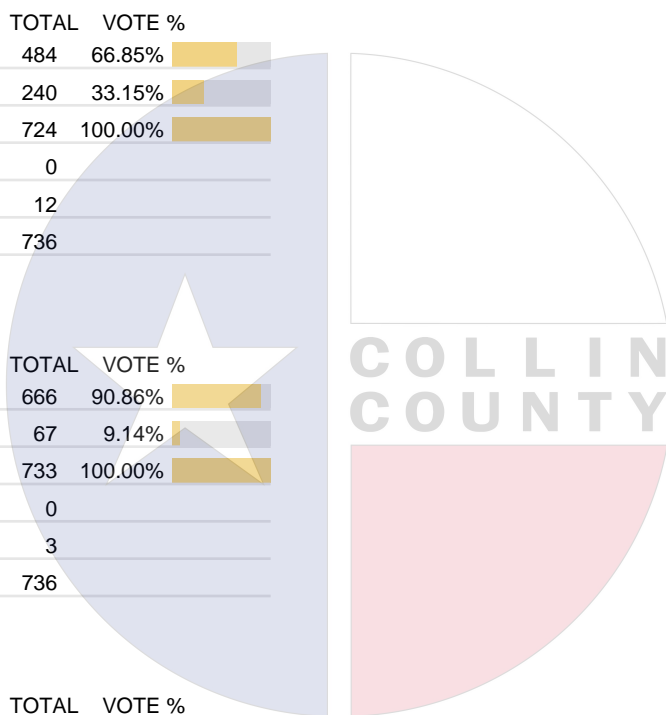 TOTAL VOTE %
484 66.85%
240 33.15%
724 100.00%
0
12
736
TOTAL VOTE %
666 90.86%
67 9.14%
733 100.00%
0
3
736
TOTAL VOTE %
COLLIN
COUNTY